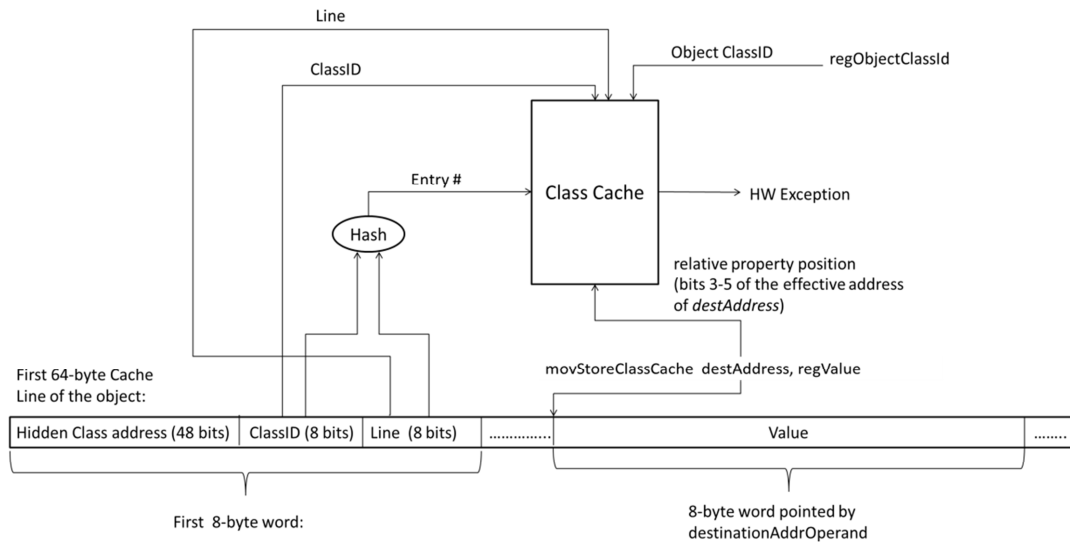 Line
Object ClassID
regObjectClassId
ClassID
Entry #
Class Cache
HW Exception
Hash
relative property position
(bits 3-5 of the effective address
of destAddress)
movStoreClassCache destAddress, regValue
First 64-byte Cache
Line of the object:
Hidden Class address (48 bits)
ClassID (8 bits)
Line (8 bits)
...............
Value
........
First 8-byte word:
8-byte word pointed by
destinationAddrOperand